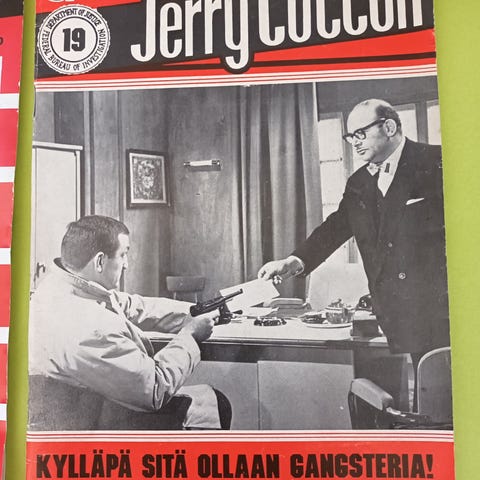 Jerry Cotton
DEPARTMENT OF JUSTICE
19
FEDERAL BUREAU OF INVESTIGATION
KYLLÄPÄ SITÄ OLLAAN GANGSTERIA!